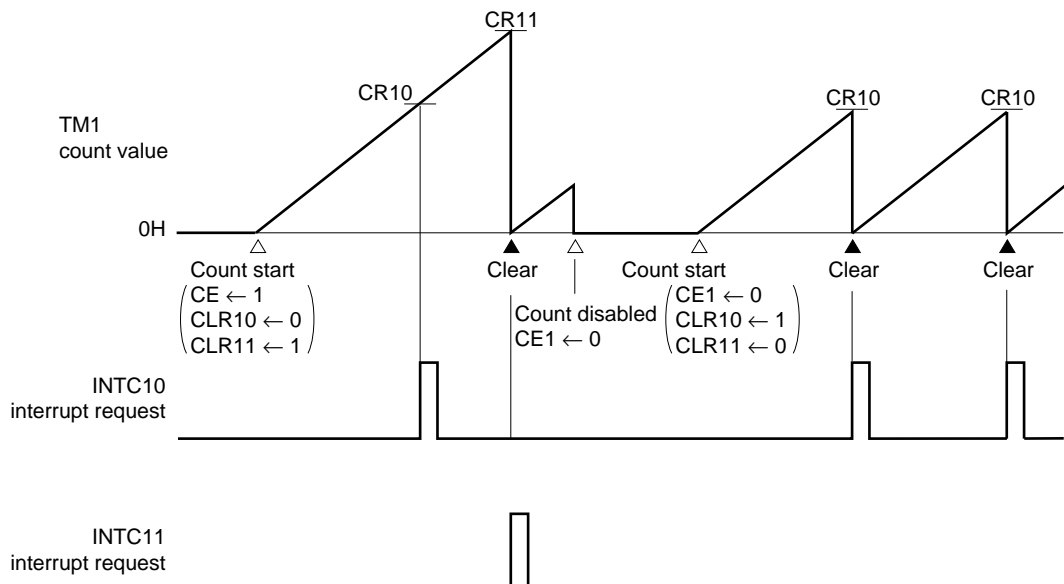 CR11
CR10
CR10
CR10
TM1
count value
0H
Count start
CE ← 1
CLR10 ← 0
CLR11 ← 1
Clear
Count disabled
CE1 ← 0
Count start
CE1 ← 0
CLR10 ← 1
CLR11 ← 0
Clear
Clear
INTC10
interrupt request
INTC11
interrupt request